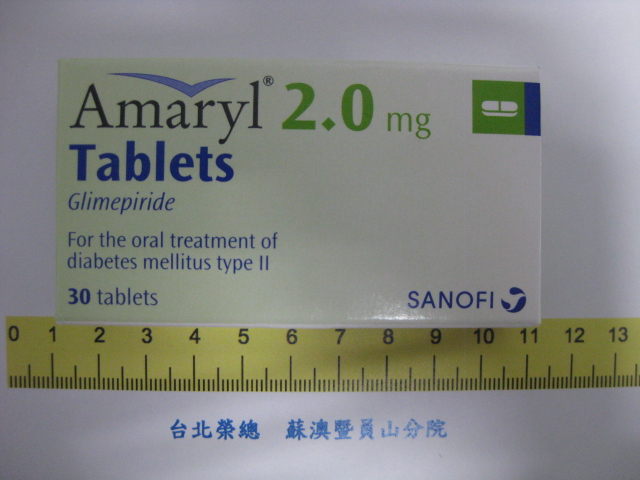 Amaryl® 2.0 mg
Tablets
Glimepiride
For the oral treatment of
diabetes mellitus type II
30 tablets
SANOFI
0 1 2 3 4 5 6 7 8 9 10 11 12 13
台北榮總 蘇澳暨員山分院